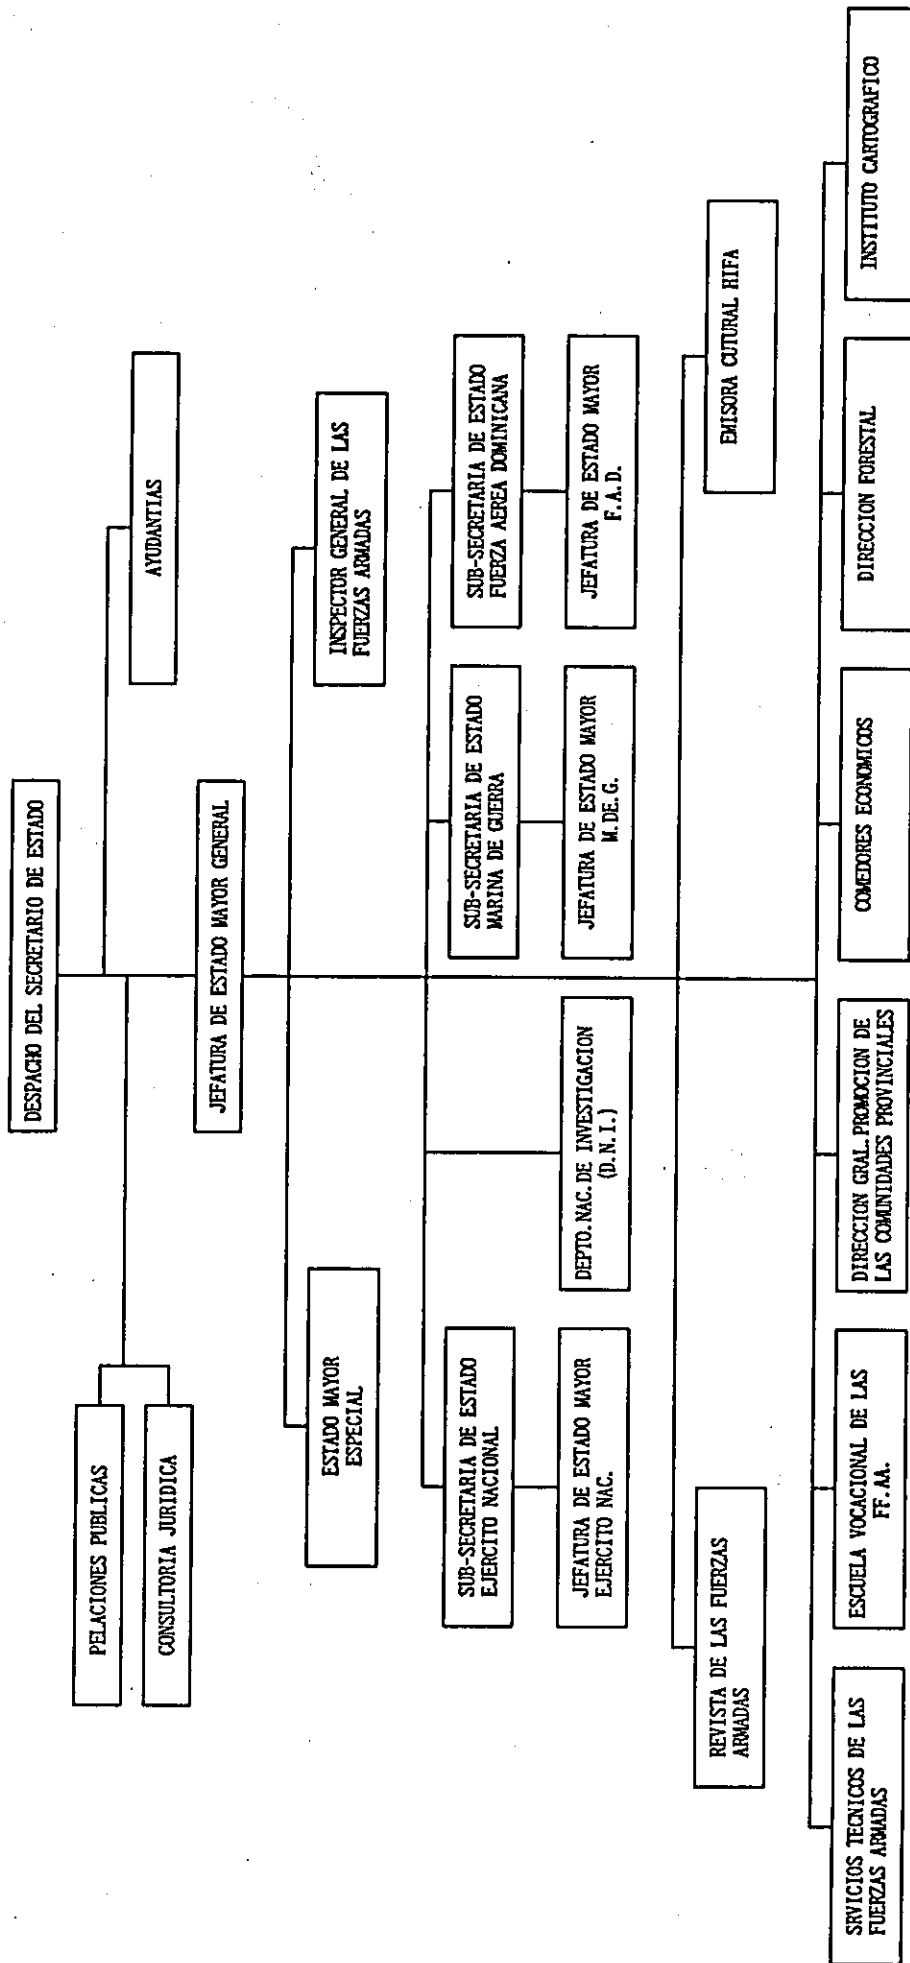 DESPACHO DEL SECRETARIO DE ESTADO
PELACIONES PUBLICAS
CONSULTORIA JURIDICA
AYUDANTIAS
JEFATURA DE ESTADO MAYOR GENERAL
ESTADO MAYOR
ESPECIAL
INSPECTOR GENERAL DE LAS
FUERZAS ARMADAS
SUB-SECRETARIA DE ESTADO
EJERCITO NACIONAL
SUB-SECRETARIA DE ESTADO
MARINA DE GUERRA
SUB-SECRETARIA DE ESTADO
FUERZA AEREA DOMINICANA
JEFATURA DE ESTADO MAYOR
EJERCITO NAC.
DEPTO.NAC.DE INVESTIGACION
(D.N.I.)
JEFATURA DE ESTADO MAYOR
M.DE.G.
JEFATURA DE ESTADO MAYOR
F.A.D.
REVISTA DE LAS FUERZAS
ARMADAS
EMISORA CUTURAL HIFA
SRVICIOS TECNICOS DE LAS
FUERZAS ARMADAS
ESCUELA VOCACIONAL DE LAS
FF.AA.
DIRECCION GRAL.PROMOCION DE
LAS COMUNIDADES PROVINCIALES
COMEDORES ECONOMICOS
DIRECCION FORESTAL
INSTITUTO CARTOGRAFICO